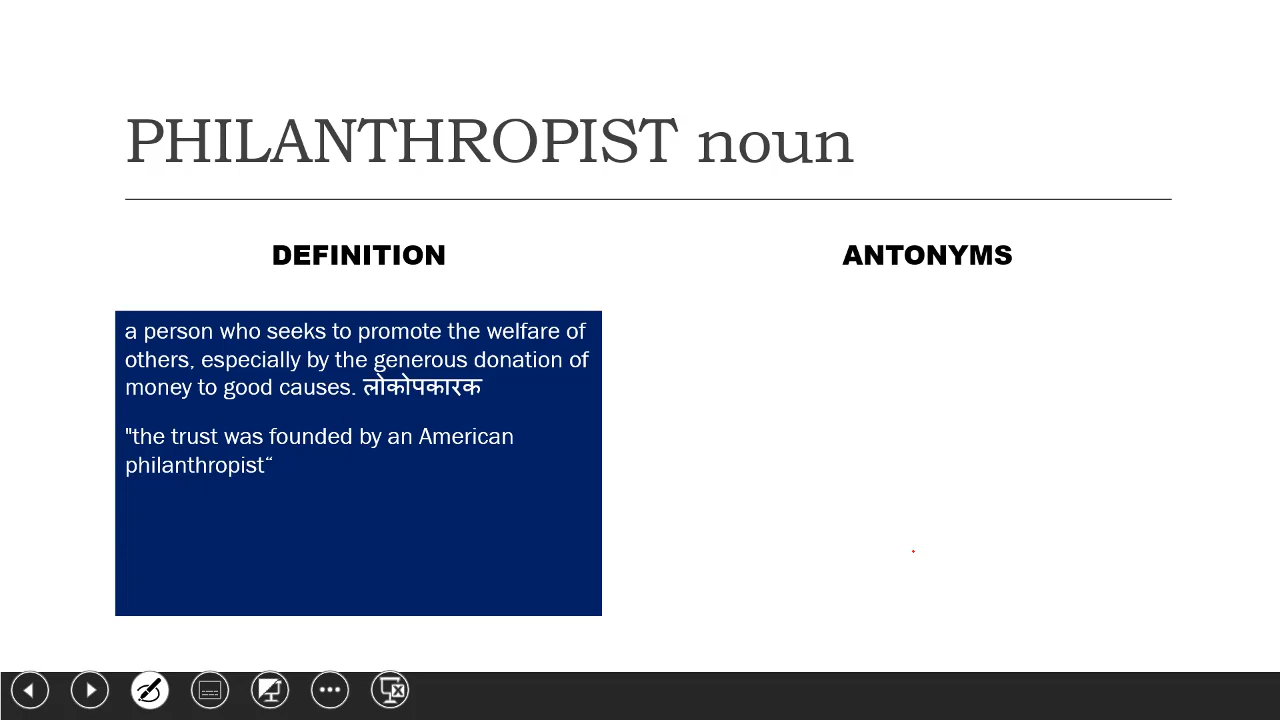 PHILANTHROPIST noun
DEFINITION
ANTONYMS
a person who seeks to promote the welfare of
others, especially by the generous donation of
money to good causes. लोकोपकारक
"the trust was founded by an American
philanthropist“